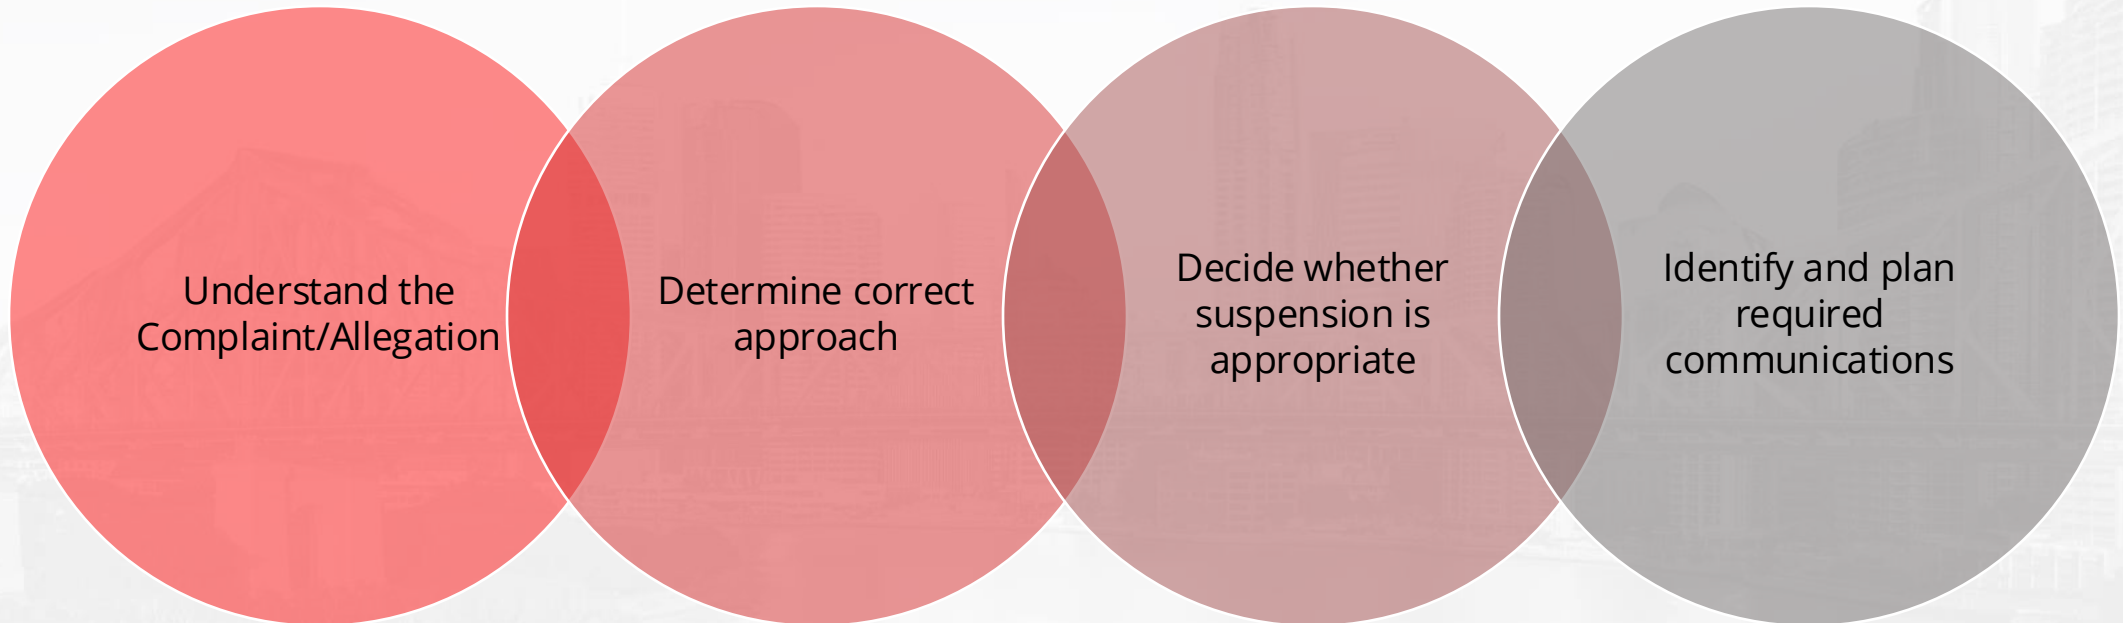 Understand the
Complaint/Allegation
Determine correct
approach
Decide whether
suspension is
appropriate
Identify and plan
required
communications